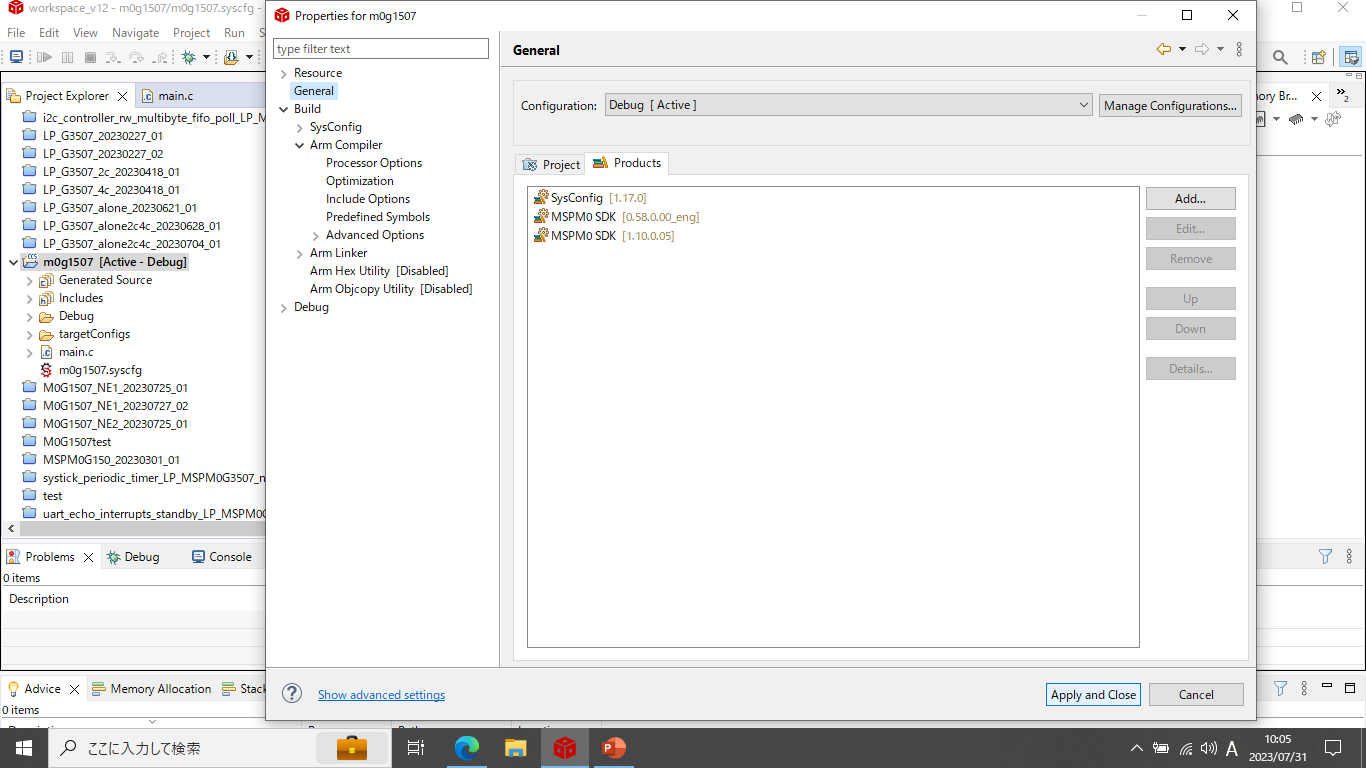 workspace_v12 - m0g1507/m0g1507.syscfg -
File Edit View Navigate Project Run S
Project Explorer
main.c
i2c_controller_rw_multibyte_fifo_poll_LP_M
LP_G3507_20230227_01
LP_G3507_20230227_02
LP_G3507_2c_20230418_01
LP_G3507_4c_20230418_01
LP_G3507_alone_20230621_01
LP_G3507_alone2c4c_20230628_01
LP_G3507_alone2c4c_20230704_01
m0g1507 [Active - Debug]
Generated Source
Includes
Debug
targetConfigs
main.c
m0g1507.syscfg
M0G1507_NE1_20230725_01
M0G1507_NE1_20230727_02
M0G1507_NE2_20230725_01
M0G1507test
MSPM0G150_20230301_01
systick_periodic_timer_LP_MSPM0G3507_n
test
uart_echo_interrupts_standby_LP_MSPM0G
Problems
Debug
Console
0 items
Description
Advice
Memory Allocation
Stack
0 items
Properties for m0g1507
type filter text
Resource
General
Build
SysConfig
Arm Compiler
Processor Options
Optimization
Include Options
Predefined Symbols
Advanced Options
Arm Linker
Arm Hex Utility [Disabled]
Arm Objcopy Utility [Disabled]
Debug
General
Configuration: Debug [ Active ]
Manage Configurations...
Project
Products
SysConfig [1.17.0]
MSPM0 SDK [0.58.0.00_eng]
MSPM0 SDK [1.10.0.05]
Add...
Edit...
Remove
Up
Down
Details...
Show advanced settings
Apply and Close
Cancel
ory Br...
2
ここに入力して検索
A
10:05
2023/07/31